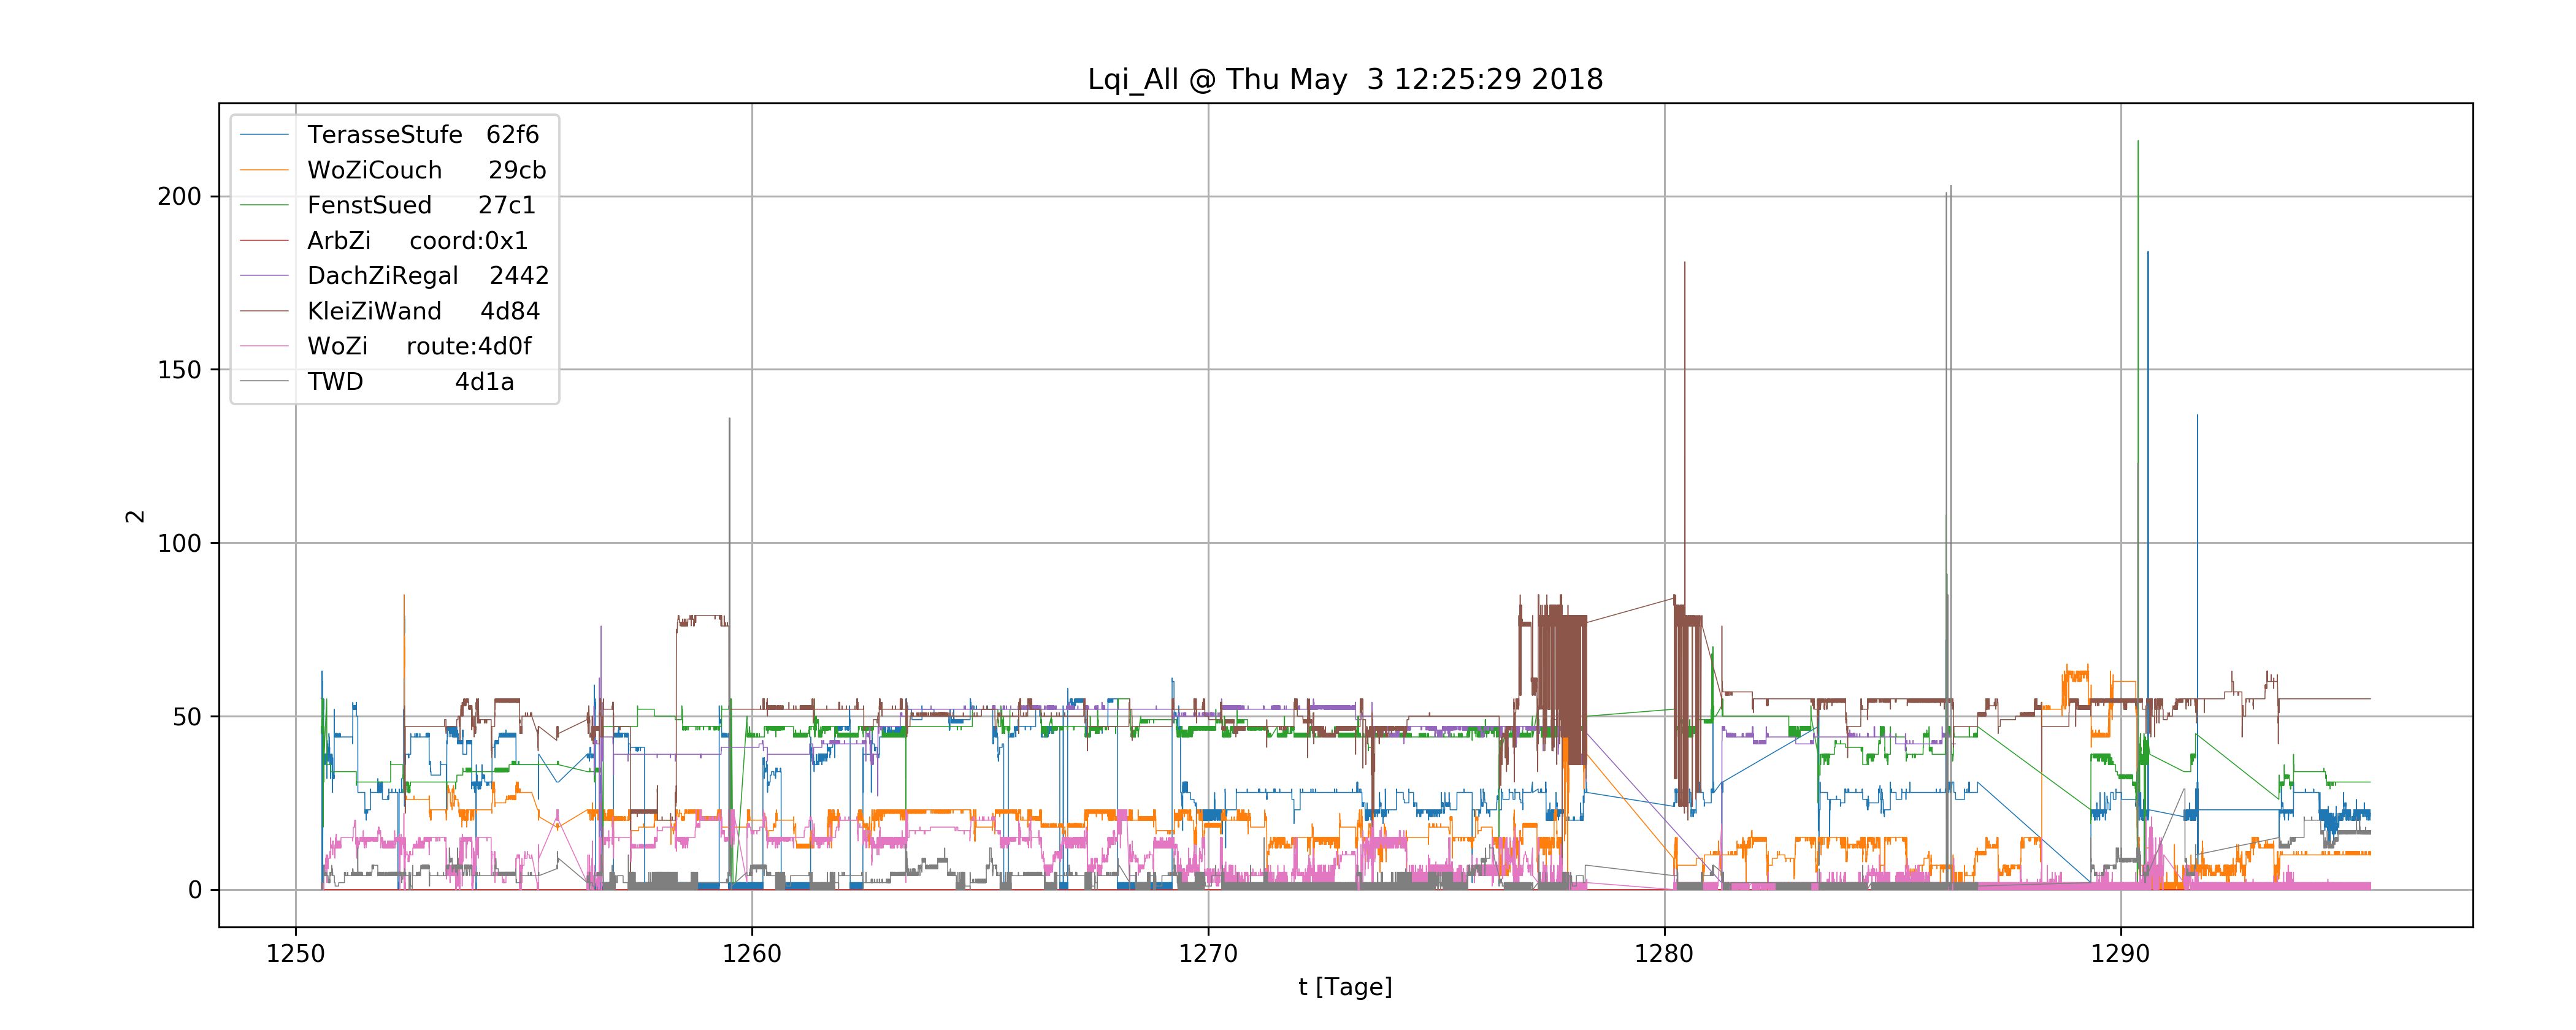 Lqi_All @ Thu May  3 12:25:29 2018
TerasseStufe   62f6
WoZiCouch      29cb
FenstSued      27c1
ArbZi     coord:0x1
DachZiRegal    2442
KleiZiWand     4d84
WoZi     route:4d0f
TWD            4d1a
200
150
100
50
0
2
1250
1260
1270
1280
1290
t [Tage]